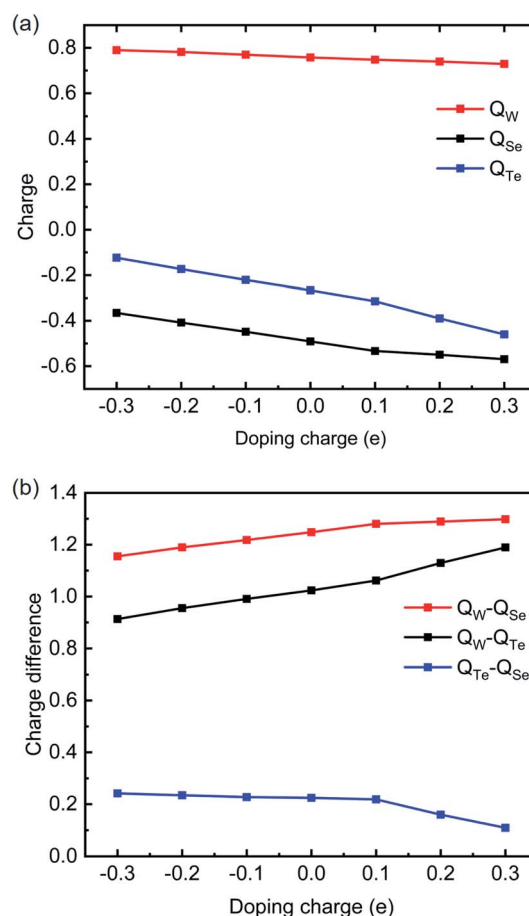 (a)
0.8
0.6
0.4
0.2
0.0
-0.2
-0.4
-0.6
Charge
Q_W
Q_Se
Q_Te
-0.3 -0.2 -0.1 0.0 0.1 0.2 0.3
Doping charge (e)
(b)
1.4
1.2
1.0
0.8
0.6
0.4
0.2
0.0
Charge difference
Q_W-Q_Se
Q_W-Q_Te
Q_Te-Q_Se
-0.3 -0.2 -0.1 0.0 0.1 0.2 0.3
Doping charge (e)